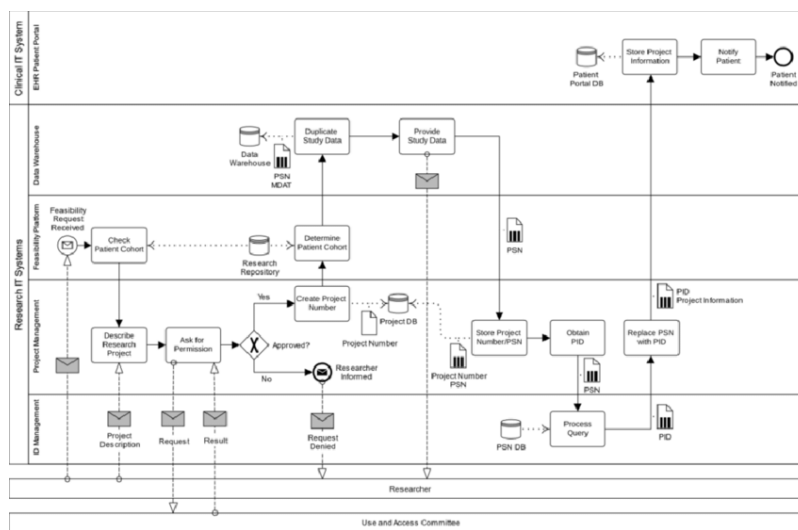 Clinical IT System
EHR Patient Portal
Patient
Portal DB
Store Project
Information
Notify
Patient
Patient
Notified
Research IT Systems
Data Warehouse
Data
Warehouse
PSN
MDAT
Duplicate
Study Data
Provide
Study Data
Feasibility Platform
Feasibility
Request
Received
Check
Patient Cohort
Research
Repository
Determine
Patient Cohort
PSN
Project Management
Describe
Research
Project
Ask for
Permission
Approved?
Yes
No
Create Project
Number
Project Number
Project DB
Researcher
Informed
Project Number
PSN
Store Project
Number/PSN
Obtain
PID
PSN
Replace PSN
with PID
PID
Project Information
ID Management
Project
Description
Request
Result
Request
Denied
PSN DB
Process
Query
PID
Researcher
Use and Access Committee